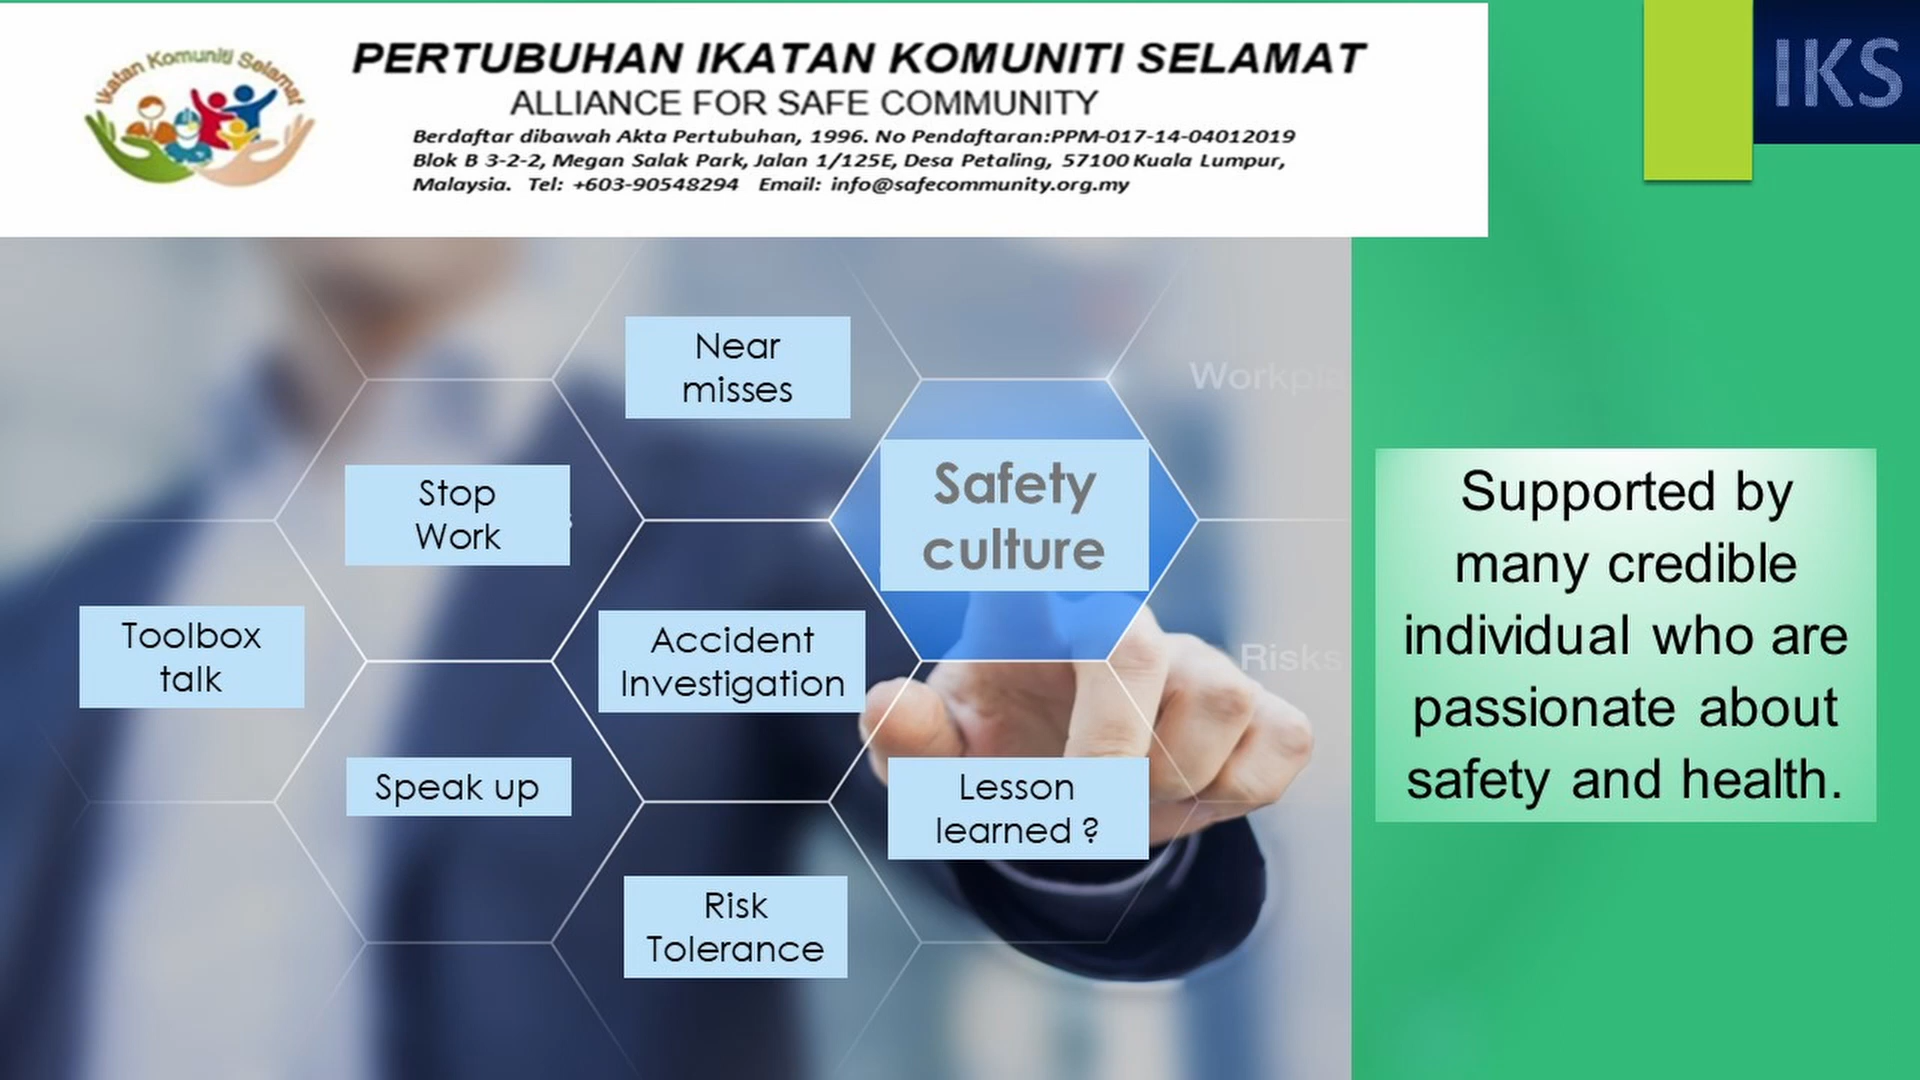 Ikatan Komuniti Selamat
PERTUBUHAN IKATAN KOMUNITI SELAMAT
ALLIANCE FOR SAFE COMMUNITY
Berdaftar dibawah Akta Pertubuhan, 1996. No Pendaftaran:PPM-017-14-04012019
Blok B 3-2-2, Megan Salak Park, Jalan 1/125E, Desa Petaling, 57100 Kuala Lumpur,
Malaysia. Tel: +603-90548294 Email: info@safecommunity.org.my
IKS
Near
misses
Stop
Work
Safety
culture
Toolbox
talk
Accident
Investigation
Risks
Speak up
Lesson
learned ?
Risk
Tolerance
Supported by
many credible
individual who are
passionate about
safety and health.